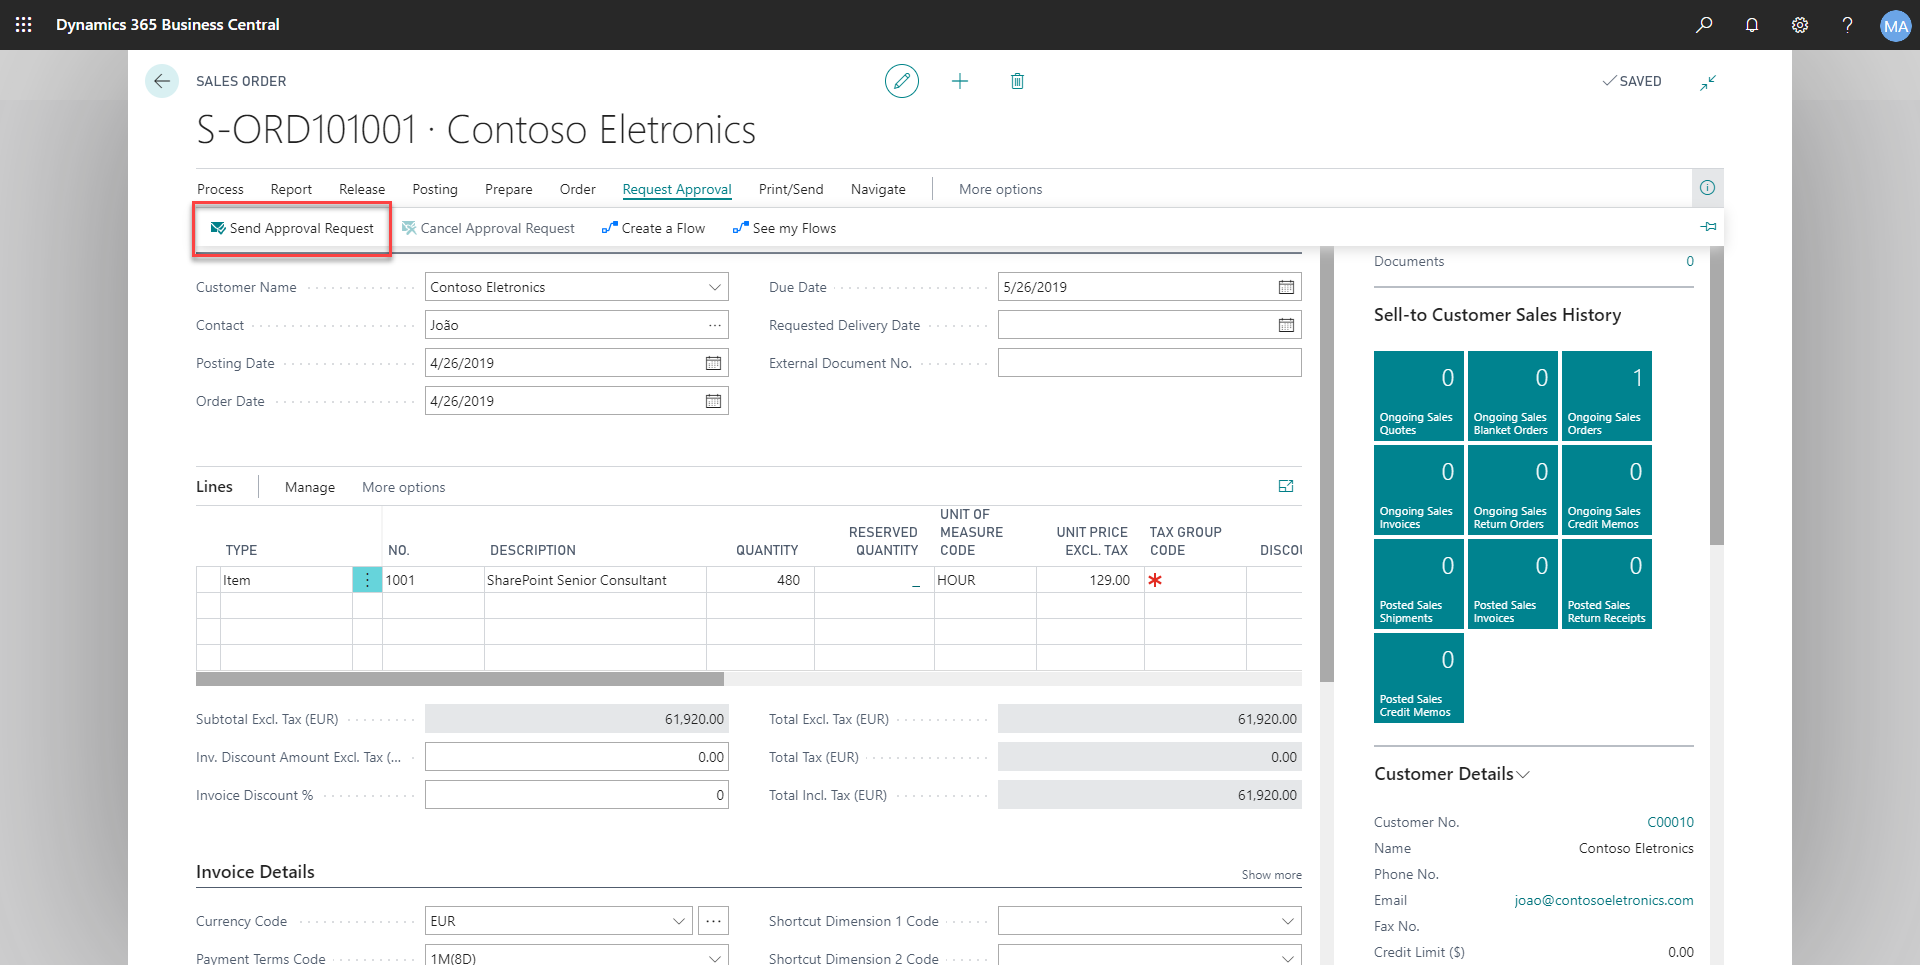 Dynamics 365 Business Central
MA
SALES ORDER
SAVED
S-ORD101001 · Contoso Eletronics
Process Report Release Posting Prepare Order Request Approval Print/Send Navigate More options
Send Approval Request Cancel Approval Request Create a Flow See my Flows
Customer Name Contoso Eletronics
Contact João
Posting Date 4/26/2019
Order Date 4/26/2019
Due Date 5/26/2019
Requested Delivery Date
External Document No.
Lines Manage More options
TYPE NO. DESCRIPTION QUANTITY RESERVED QUANTITY UNIT OF MEASURE CODE UNIT PRICE EXCL. TAX TAX GROUP CODE DISCOU
Item 1001 SharePoint Senior Consultant 480 _ HOUR 129.00 *
Subtotal Excl. Tax (EUR) 61,920.00
Inv. Discount Amount Excl. Tax (... 0.00
Invoice Discount % 0
Total Excl. Tax (EUR) 61,920.00
Total Tax (EUR) 0.00
Total Incl. Tax (EUR) 61,920.00
Invoice Details Show more
Currency Code EUR
Payment Terms Code 1M(8D)
Shortcut Dimension 1 Code
Shortcut Dimension 2 Code
Documents 0
Sell-to Customer Sales History
0 Ongoing Sales Quotes
0 Ongoing Sales Blanket Orders
1 Ongoing Sales Orders
0 Ongoing Sales Invoices
0 Ongoing Sales Return Orders
0 Ongoing Sales Credit Memos
0 Posted Sales Shipments
0 Posted Sales Invoices
0 Posted Sales Return Receipts
0 Posted Sales Credit Memos
Customer Details
Customer No. C00010
Name Contoso Eletronics
Phone No.
Email joao@contosoeletronics.com
Fax No.
Credit Limit ($) 0.00